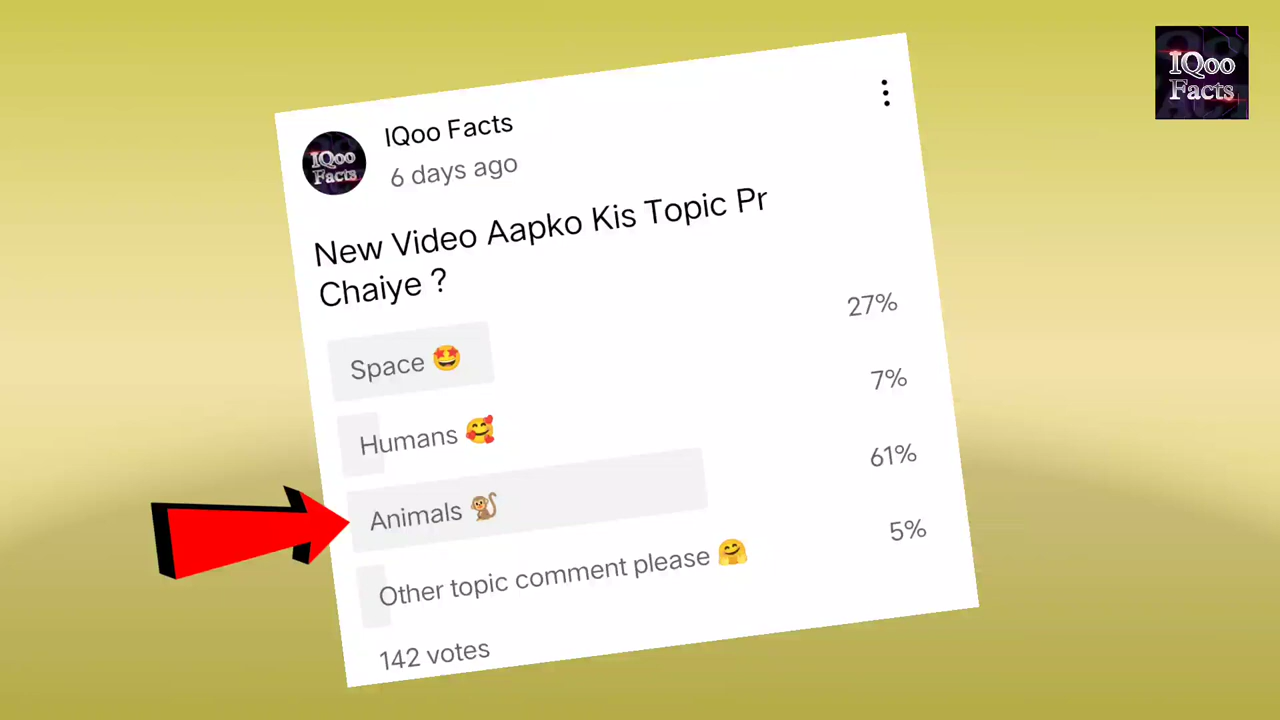 IQoo
Facts
IQoo
Facts
IQoo Facts
6 days ago
New Video Aapko Kis Topic Pr
Chaiye ?
Space 🤩 27%
Humans 🥰 7%
Animals 🐒 61%
Other topic comment please 🤗 5%
142 votes